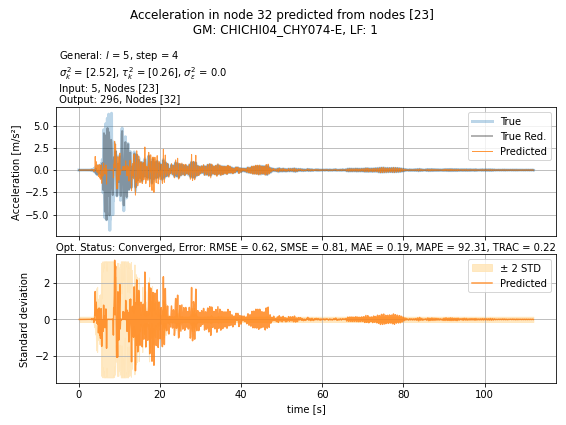 Acceleration in node 32 predicted from nodes [23]
GM: CHICHI04_CHY074-E, LF: 1
General: l = 5, step = 4
σ²ₖ = [2.52], τ²ₖ = [0.26], σ²ε = 0.0
Input: 5, Nodes [23]
Output: 296, Nodes [32]
Acceleration [m/s²]
5.0
2.5
0.0
−2.5
−5.0
True
True Red.
Predicted
Opt. Status: Converged, Error: RMSE = 0.62, SMSE = 0.81, MAE = 0.19, MAPE = 92.31, TRAC = 0.22
Standard deviation
2
0
−2
± 2 STD
Predicted
0 20 40 60 80 100
time [s]